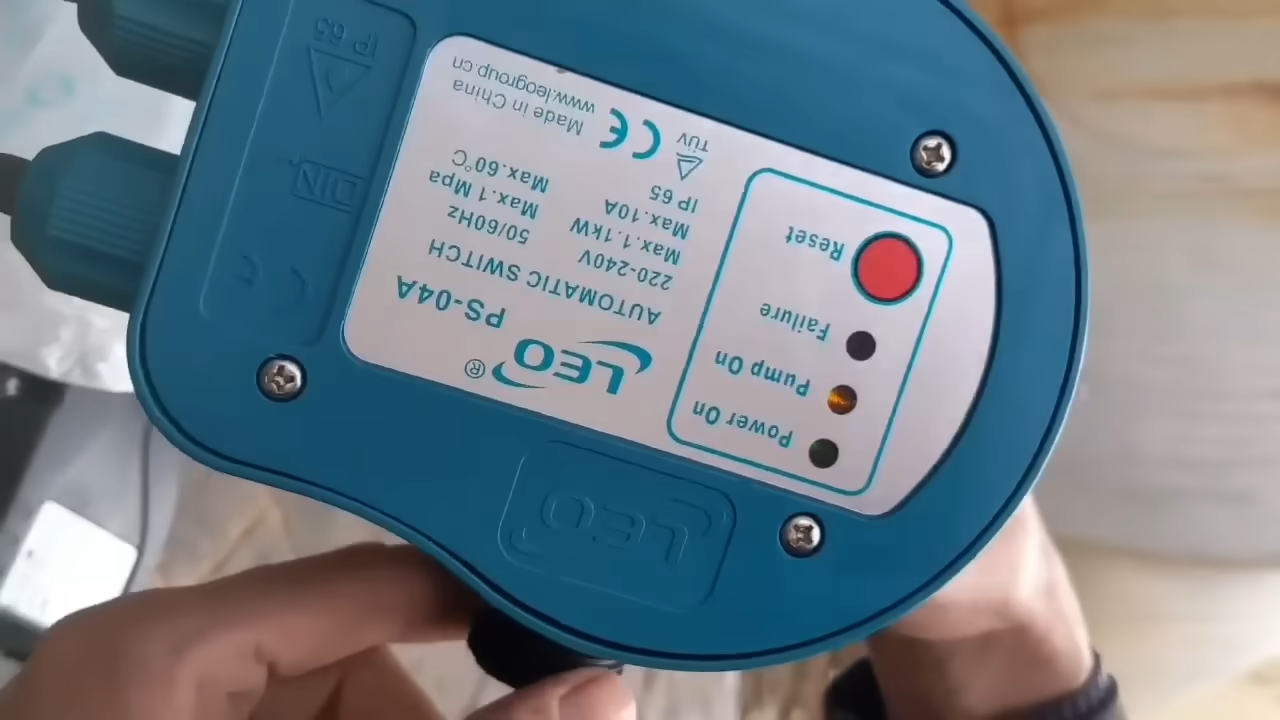 LEO®
PS-04A
AUTOMATIC SWITCH
220-240V 50/60Hz
Max.1.1kW Max.1 Mpa
Max.10A Max.60℃
IP 65
TÜV CE Made in China
www.leogroup.cn
Power On
Pump On
Failure
Reset
LEO
DIN
CE
IP 65